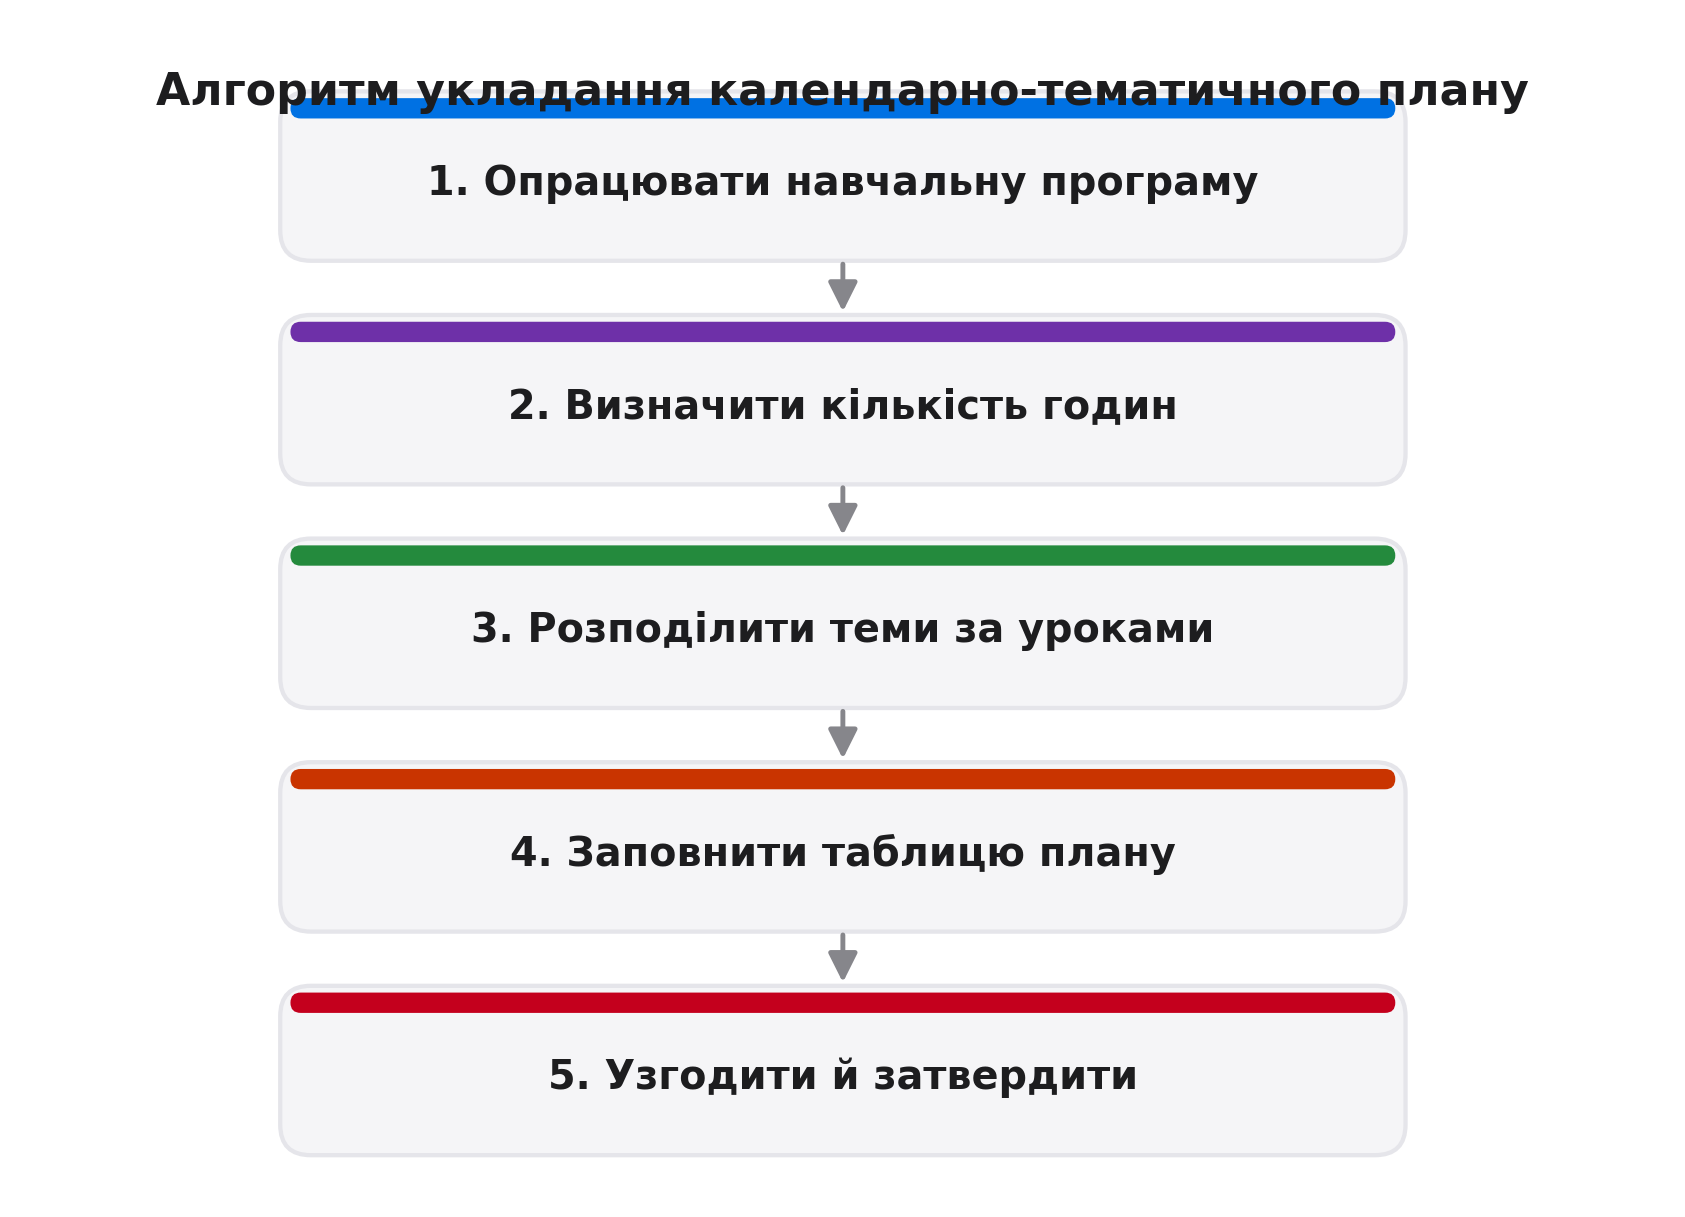 Алгоритм укладання календарно-тематичного плану
1. Опрацювати навчальну програму
2. Визначити кількість годин
3. Розподілити теми за уроками
4. Заповнити таблицю плану
5. Узгодити й затвердити